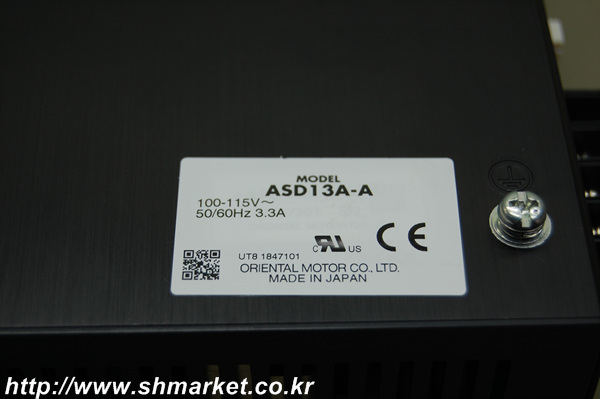 MODEL
ASD13A-A
100-115V~
50/60Hz 3.3A
c RU US CE
UT8 1847101
ORIENTAL MOTOR CO., LTD.
MADE IN JAPAN
http://www.shmarket.co.kr